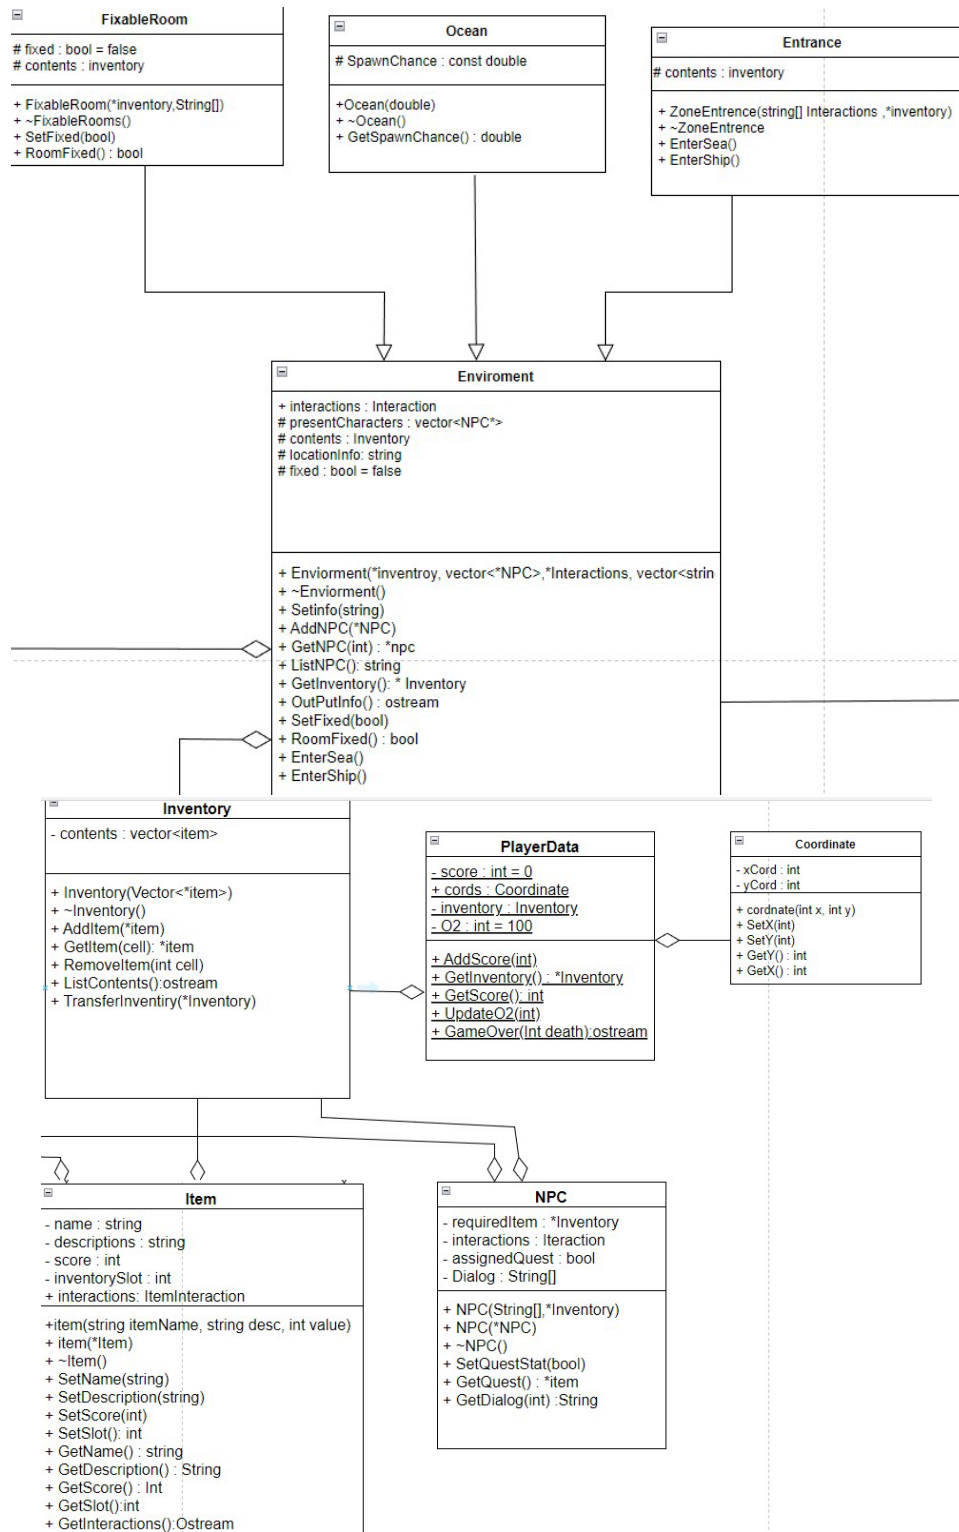 FixableRoom
# fixed : bool = false
# contents : inventory
+ FixableRoom(*inventory,String[])
+ ~FixableRooms()
+ SetFixed(bool)
+ RoomFixed() : bool
Ocean
# SpawnChance : const double
+Ocean(double)
+ ~Ocean()
+ GetSpawnChance() : double
Entrance
# contents : inventory
+ ZoneEntrence(string[] Interactions ,*inventory)
+ ~ZoneEntrence
+ EnterSea()
+ EnterShip()
Enviroment
+ interactions : Interaction
# presentCharacters : vector<NPC*>
# contents : Inventory
# locationInfo: string
# fixed : bool = false
+ Enviorment(*inventroy, vector<*NPC>,*Interactions, vector<strin
+ ~Enviorment()
+ Setinfo(string)
+ AddNPC(*NPC)
+ GetNPC(int) : *npc
+ ListNPC(): string
+ GetInventory(): * Inventory
+ OutPutInfo() : ostream
+ SetFixed(bool)
+ RoomFixed() : bool
+ EnterSea()
+ EnterShip()
Inventory
- contents : vector<item>
+ Inventory(Vector<*item>)
+ ~Inventory()
+ AddItem(*item)
+ GetItem(cell): *item
+ RemoveItem(int cell)
+ ListContents():ostream
+ TransferInventiry(*Inventory)
PlayerData
- score : int = 0
+ cords : Coordinate
- inventory : Inventory
- O2 : int = 100
+ AddScore(int)
+ GetInventory() : *Inventory
+ GetScore(): int
+ UpdateO2(int)
+ GameOver(Int death):ostream
Coordinate
- xCord : int
- yCord : int
+ cordnate(int x, int y)
+ SetX(int)
+ SetY(int)
+ GetY() : int
+ GetX() : int
Item
- name : string
- descriptions : string
- score : int
- inventorySlot : int
+ interactions: ItemInteraction
+item(string itemName, string desc, int value)
+ item(*Item)
+ ~Item()
+ SetName(string)
+ SetDescription(string)
+ SetScore(int)
+ SetSlot(): int
+ GetName() : string
+ GetDescription() : String
+ GetScore() : Int
+ GetSlot():int
+ GetInteractions():Ostream
NPC
- requiredItem : *Inventory
- interactions : Iteraction
- assignedQuest : bool
- Dialog : String[]
+ NPC(String[],*Inventory)
+ NPC(*NPC)
+ ~NPC()
+ SetQuestStat(bool)
+ GetQuest() : *item
+ GetDialog(int) :String